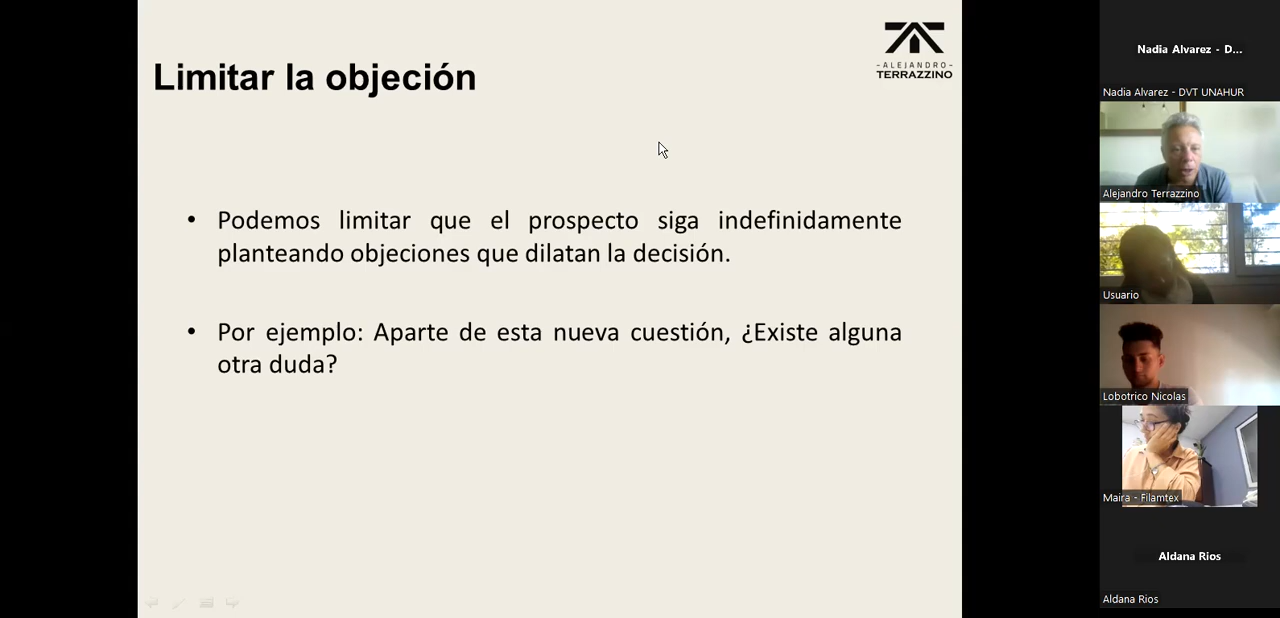 Limitar la objeción
-ALEJANDRO-
TERRAZZINO
• Podemos limitar que el prospecto siga indefinidamente
planteando objeciones que dilatan la decisión.
• Por ejemplo: Aparte de esta nueva cuestión, ¿Existe alguna
otra duda?
Nadia Alvarez - D...
Nadia Alvarez - DVT UNAHUR
Alejandro Terrazzino
Usuario
Lobotrico Nicolas
Maira - Filamtex
Aldana Rios
Aldana Rios